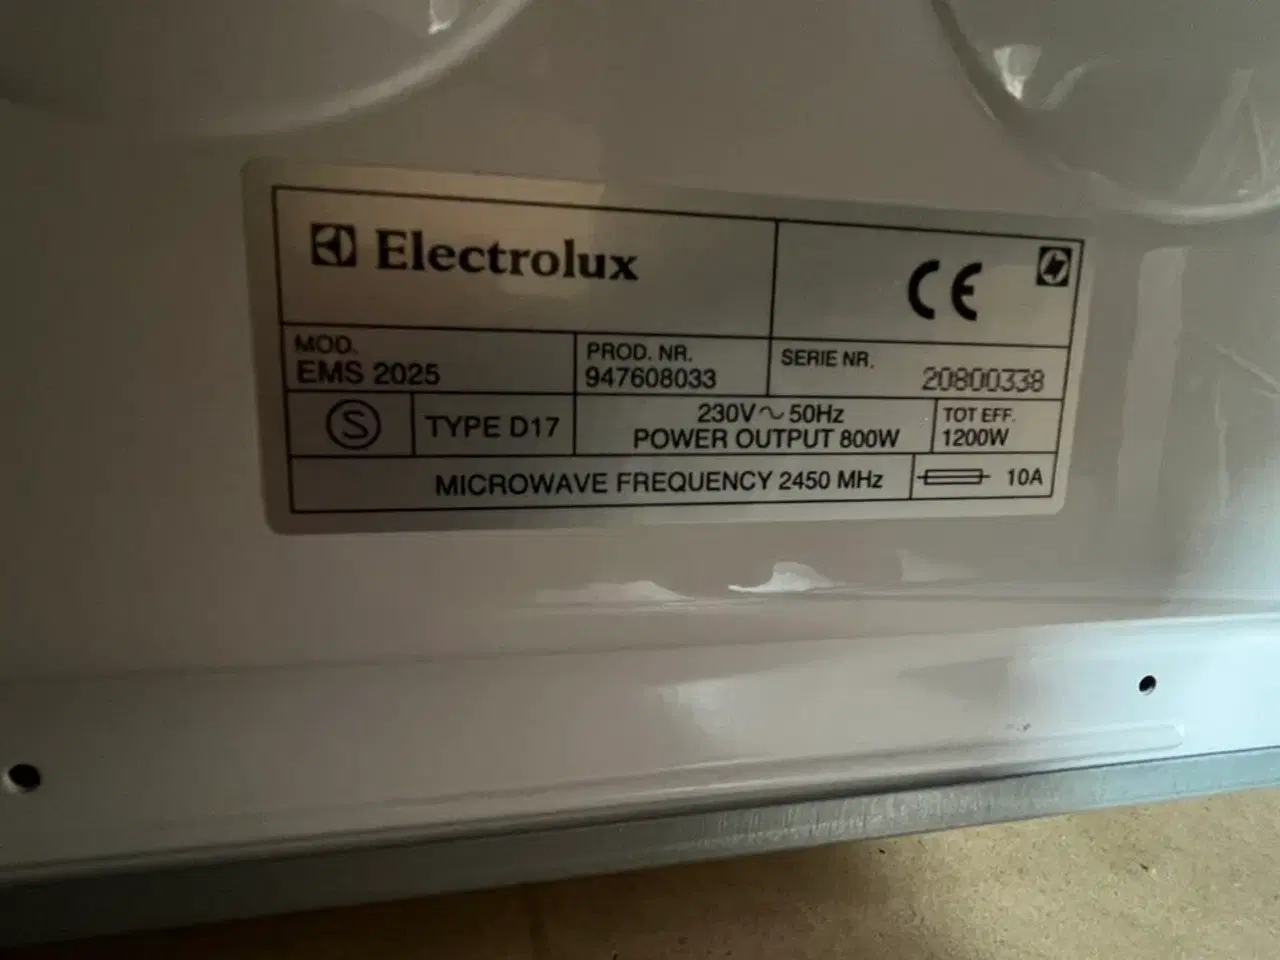 Electrolux
CE
MOD.
EMS 2025
PROD. NR.
947608033
SERIE NR.
20800338
S
TYPE D17
230V~50Hz
POWER OUTPUT 800W
TOT EFF.
1200W
MICROWAVE FREQUENCY 2450 MHz
10A